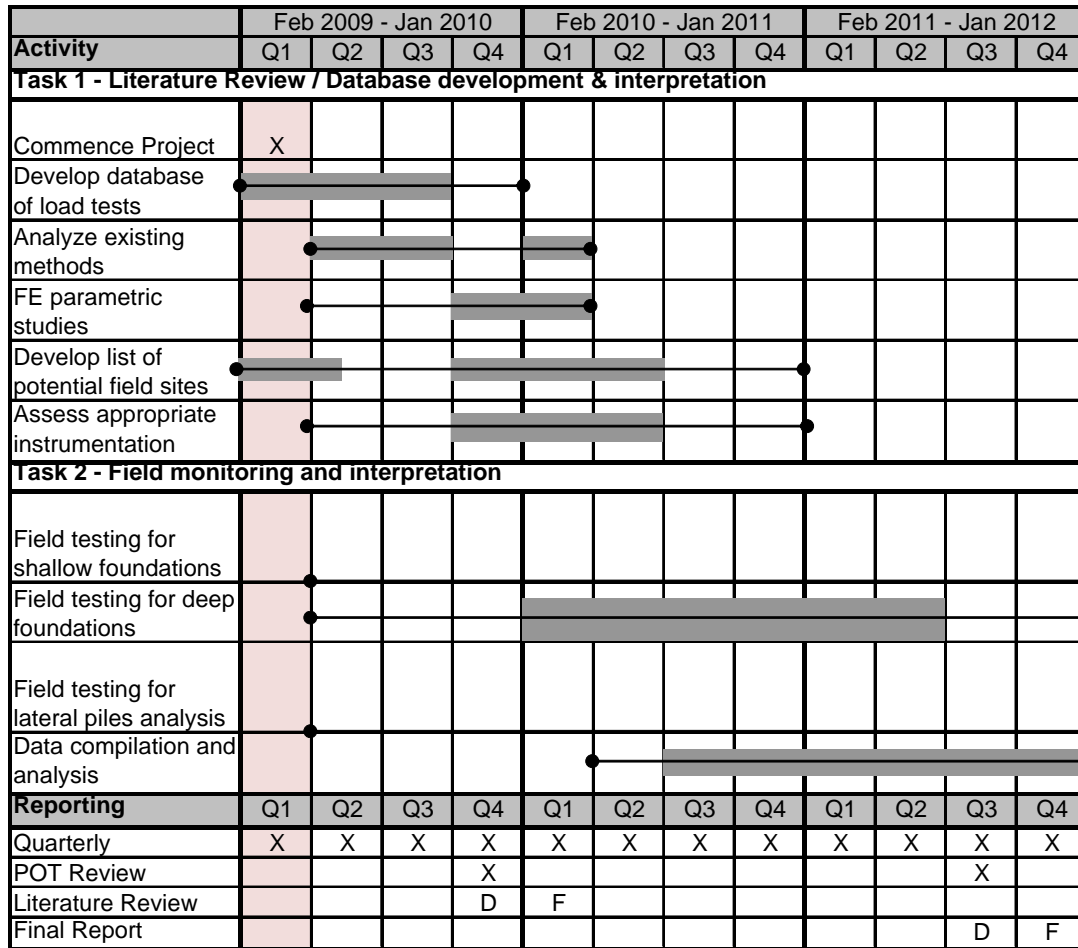 Feb 2009 - Jan 2010 Feb 2010 - Jan 2011 Feb 2011 - Jan 2012
Activity Q1 Q2 Q3 Q4 Q1 Q2 Q3 Q4 Q1 Q2 Q3 Q4
Task 1 - Literature Review / Database development & interpretation
Commence Project X
Develop database
of load tests
Analyze existing
methods
FE parametric
studies
Develop list of
potential field sites
Assess appropriate
instrumentation
Task 2 - Field monitoring and interpretation
Field testing for
shallow foundations
Field testing for deep
foundations
Field testing for
lateral piles analysis
Data compilation and
analysis
Reporting Q1 Q2 Q3 Q4 Q1 Q2 Q3 Q4 Q1 Q2 Q3 Q4
Quarterly X X X X X X X X X X X X
POT Review X X
Literature Review D F
Final Report D F